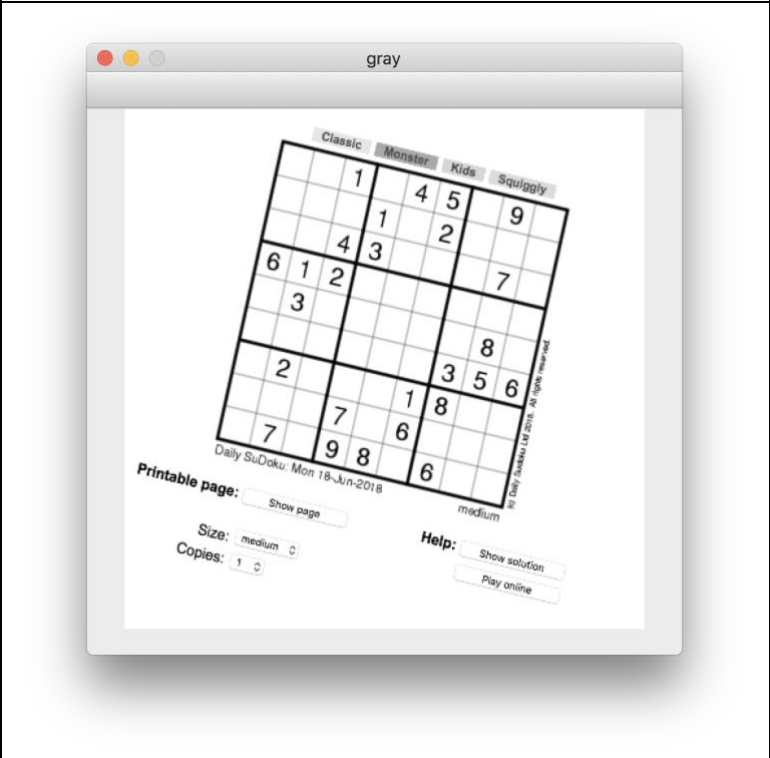 gray
Classic Monster Kids Squiggly
1 4 5 9
1 2
4 3 7
6 1 2
3 8
3 5 6
2 1 8
7 6
7 9 8 6
Daily SuDoku: Mon 18-Jun-2018
medium
(c) Daily Sudoku Ltd 2018. All rights reserved.
Printable page: Show page
Size: medium
Copies: 1
Help: Show solution
Play online